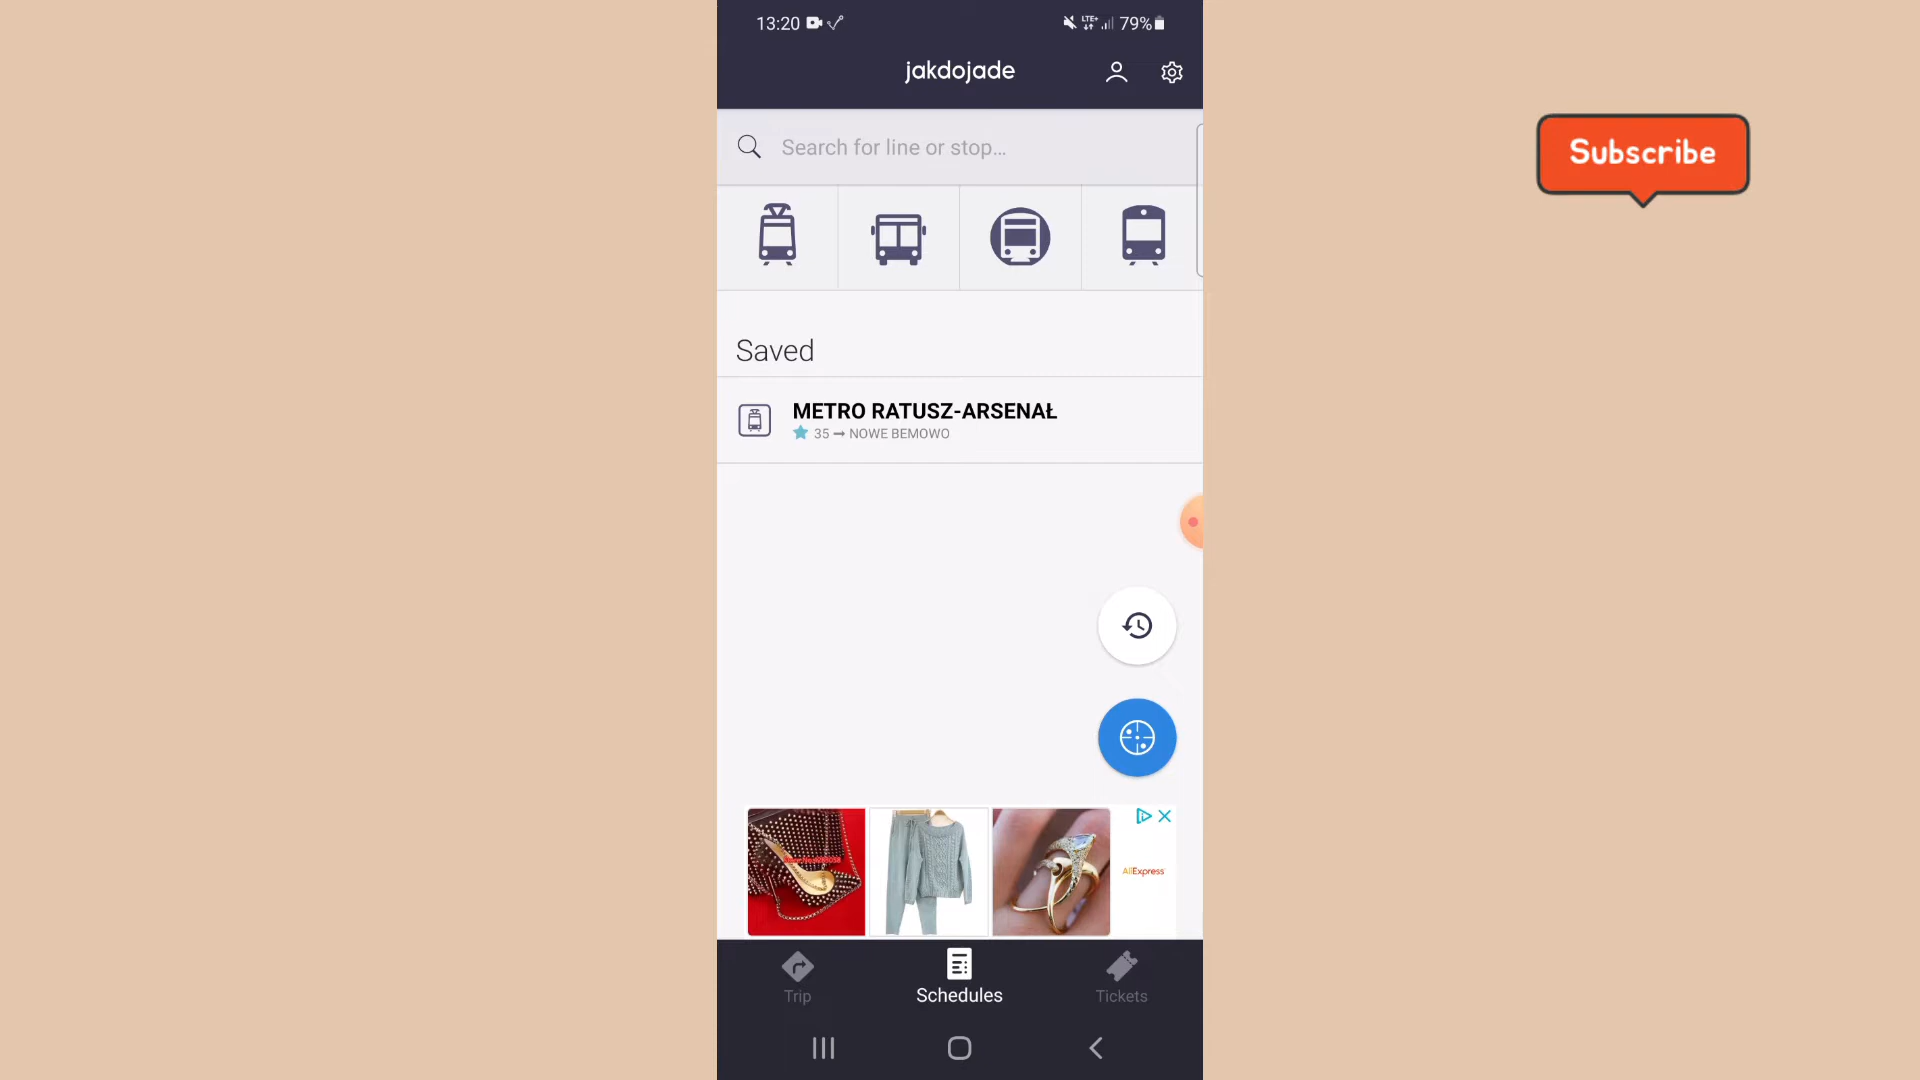 13:20
LTE+
79%
jakdojade
Search for line or stop...
Subscribe
Saved
METRO RATUSZ-ARSENAŁ
35 → NOWE BEMOWO
AliExpress
Trip
Schedules
Tickets